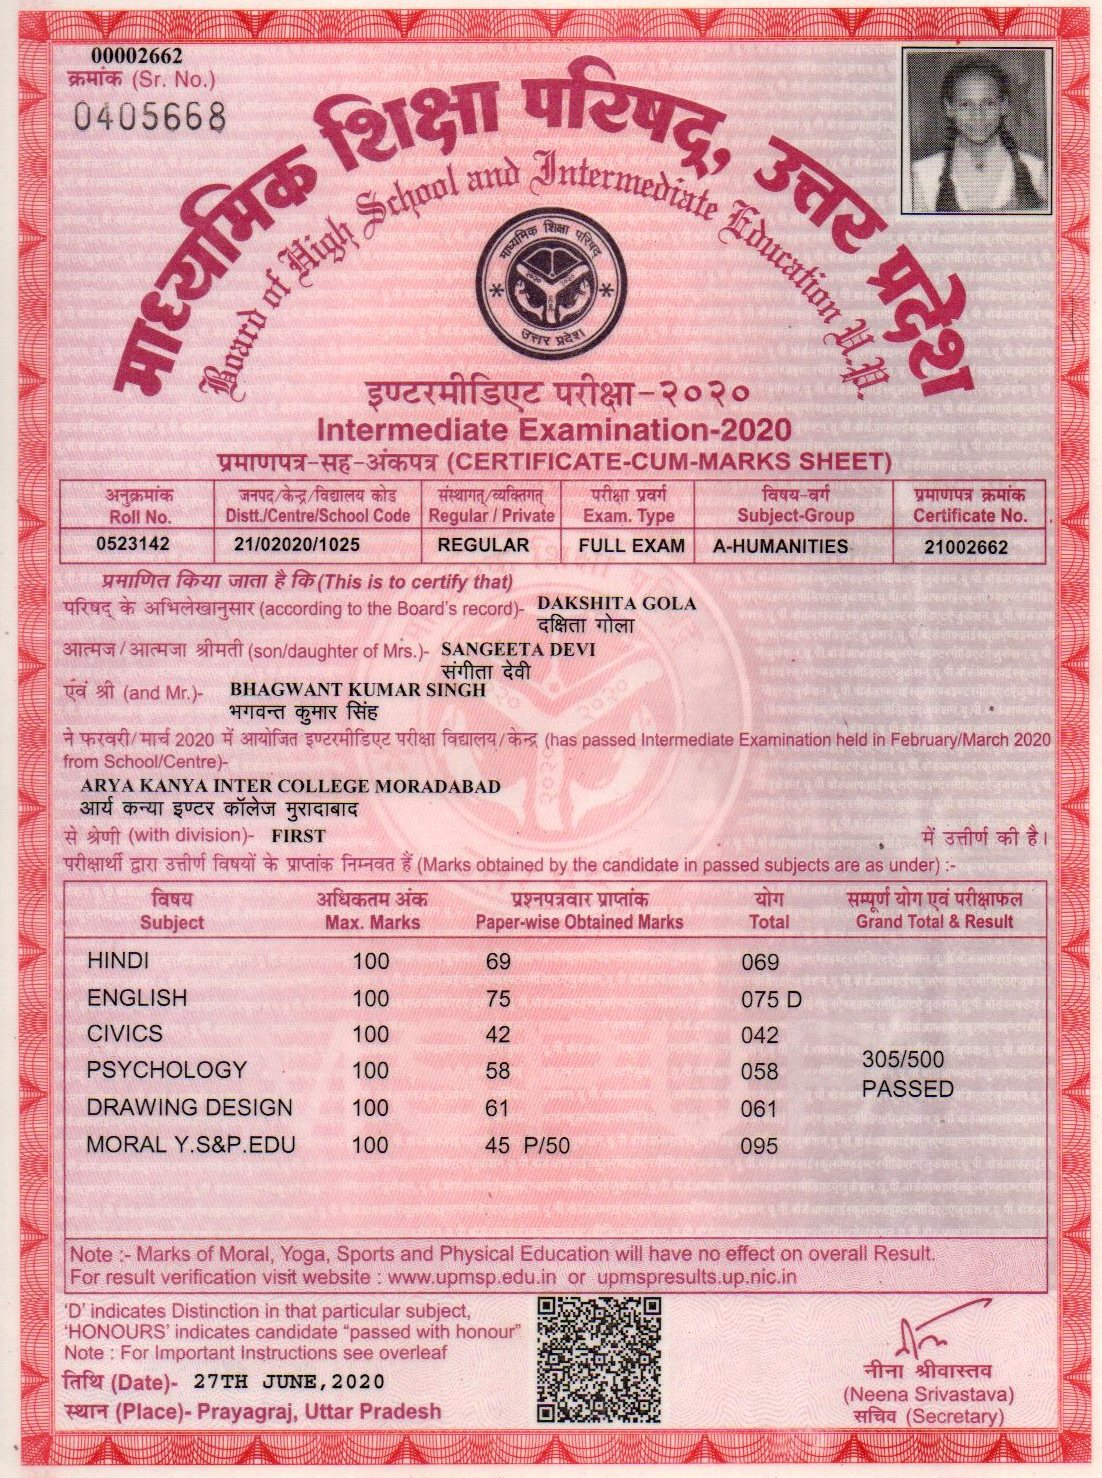 00002662
क्रमांक (Sr. No.)
0405668
माध्यमिक शिक्षा परिषद्, उत्तर प्रदेश
Board of High School and Intermediate Education U.P.
माध्यमिक शिक्षा परिषद
उत्तर प्रदेश
इण्टरमीडिएट परीक्षा-२०२०
Intermediate Examination-2020
प्रमाणपत्र-सह-अंकपत्र (CERTIFICATE-CUM-MARKS SHEET)
अनुक्रमांक जनपद/केन्द्र/विद्यालय कोड संस्थागत्/व्यक्तिगत् परीक्षा प्रवर्ग विषय-वर्ग प्रमाणपत्र क्रमांक
Roll No. Distt./Centre/School Code Regular / Private Exam. Type Subject-Group Certificate No.
0523142 21/02020/1025 REGULAR FULL EXAM A-HUMANITIES 21002662
प्रमाणित किया जाता है कि (This is to certify that)
परिषद् के अभिलेखानुसार (according to the Board's record)- DAKSHITA GOLA
दक्षिता गोला
आत्मज/आत्मजा श्रीमती (son/daughter of Mrs.)- SANGEETA DEVI
संगीता देवी
एवं श्री (and Mr.)- BHAGWANT KUMAR SINGH
भगवन्त कुमार सिंह
ने फरवरी/मार्च 2020 में आयोजित इण्टरमीडिएट परीक्षा विद्यालय/केन्द्र (has passed Intermediate Examination held in February/March 2020
from School/Centre)-
ARYA KANYA INTER COLLEGE MORADABAD
आर्य कन्या इण्टर कॉलेज मुरादाबाद
से श्रेणी (with division)- FIRST में उत्तीर्ण की है।
परीक्षार्थी द्वारा उत्तीर्ण विषयों के प्राप्तांक निम्नवत हैं (Marks obtained by the candidate in passed subjects are as under) :-
विषय अधिकतम अंक प्रश्नपत्रवार प्राप्तांक योग सम्पूर्ण योग एवं परीक्षाफल
Subject Max. Marks Paper-wise Obtained Marks Total Grand Total & Result
HINDI 100 69 069
ENGLISH 100 75 075 D
CIVICS 100 42 042
305/500
PSYCHOLOGY 100 58 058
PASSED
DRAWING DESIGN 100 61 061
MORAL Y.S&P.EDU 100 45 P/50 095
Note :- Marks of Moral, Yoga, Sports and Physical Education will have no effect on overall Result.
For result verification visit website : www.upmsp.edu.in or upmspresults.up.nic.in
'D' indicates Distinction in that particular subject,
'HONOURS' indicates candidate "passed with honour"
Note : For Important Instructions see overleaf
तिथि (Date)- 27TH JUNE,2020
स्थान (Place)- Prayagraj, Uttar Pradesh
नीना श्रीवास्तव
(Neena Srivastava)
सचिव (Secretary)